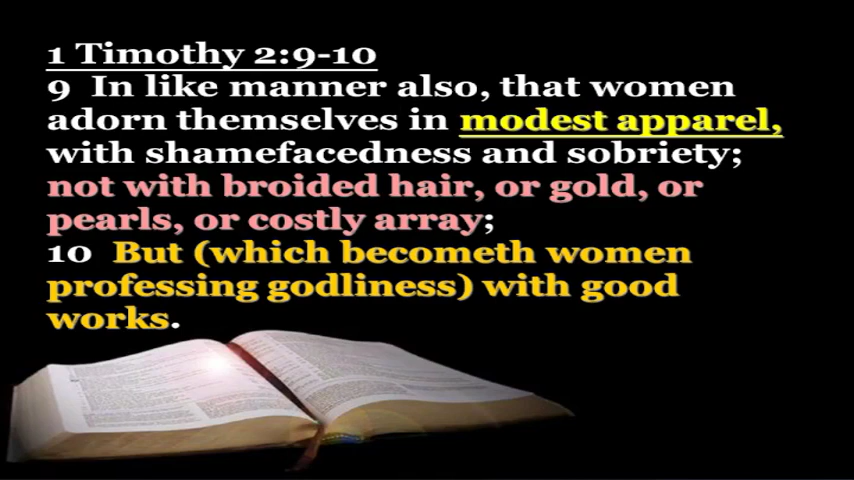 1 Timothy 2:9-10
9 In like manner also, that women
adorn themselves in modest apparel,
with shamefacedness and sobriety;
not with broided hair, or gold, or
pearls, or costly array;
10 But (which becometh women
professing godliness) with good
works.